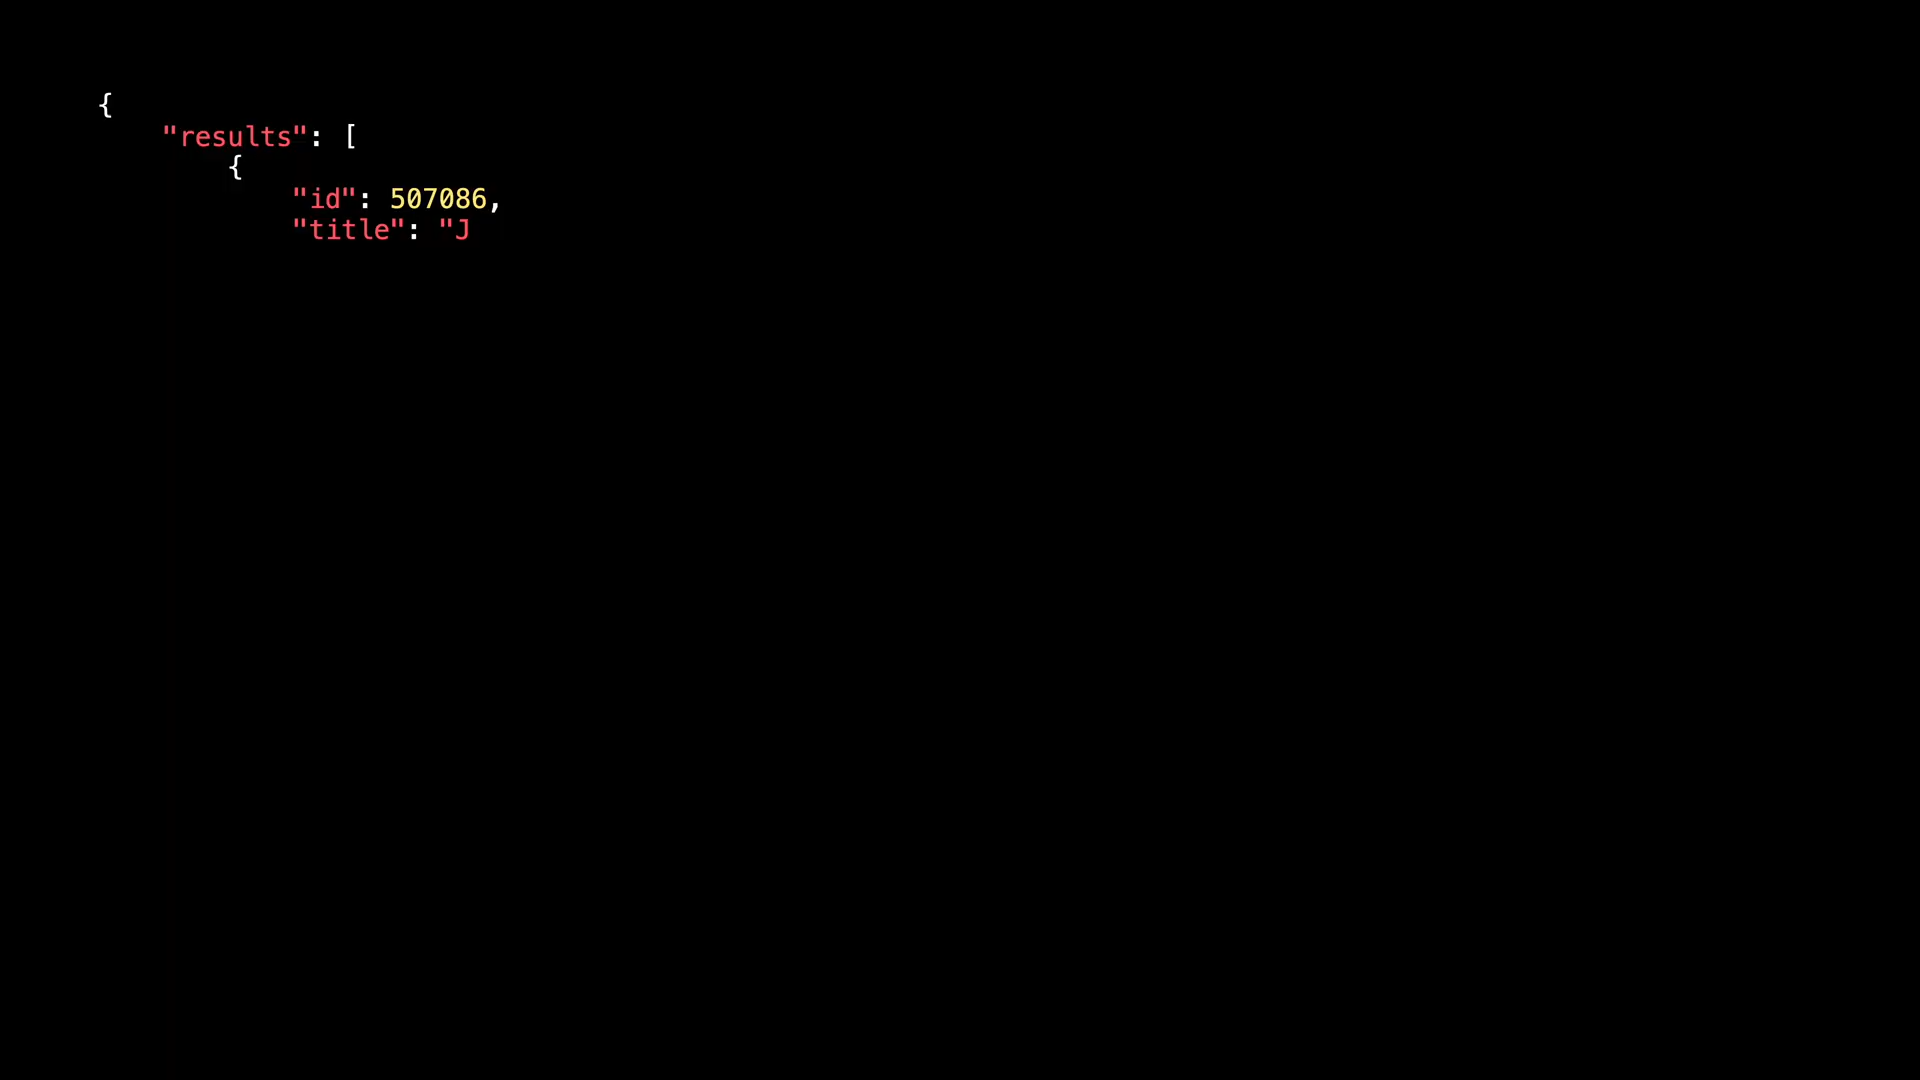 {
"results": [
{
"id": 507086,
"title": "J